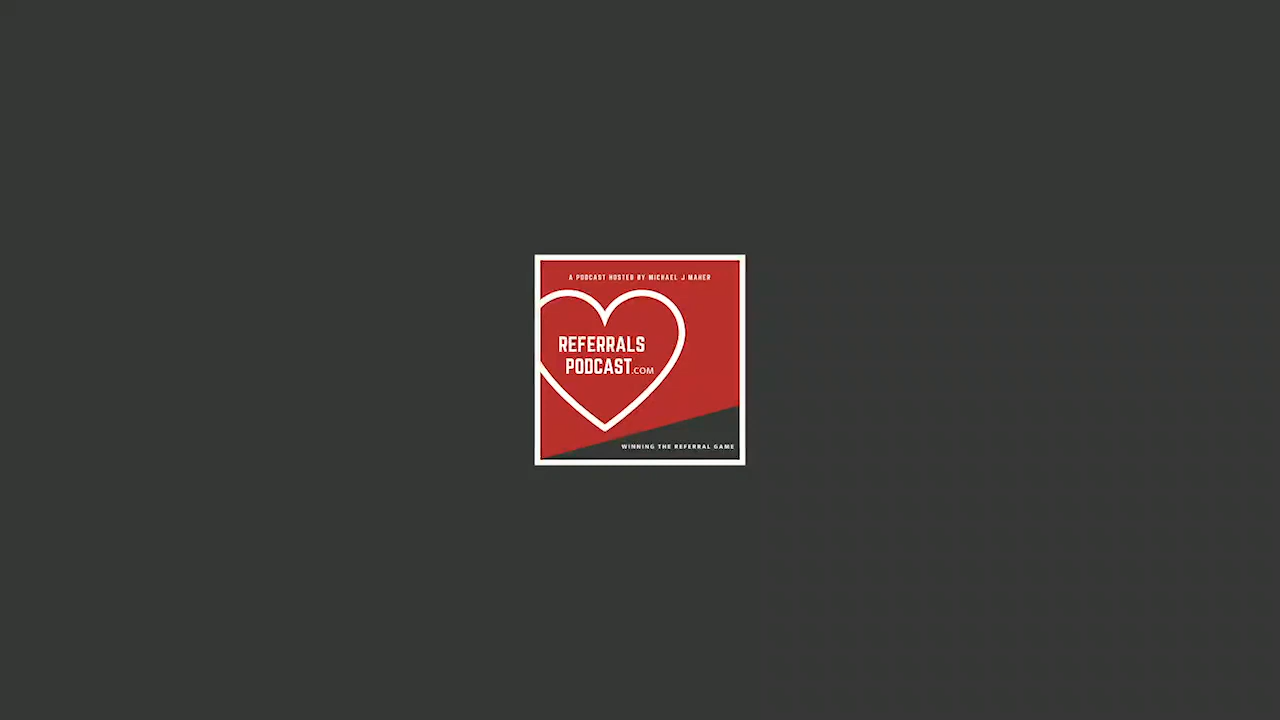 A PODCAST HOSTED BY MICHAEL J MAHER
REFERRALS
PODCAST.COM
WINNING THE REFERRAL GAME